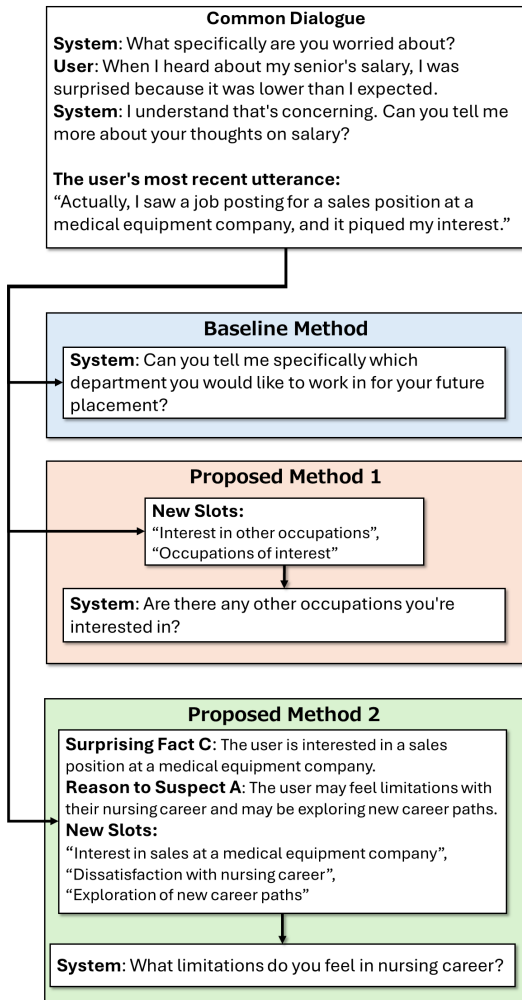 Common Dialogue
System: What specifically are you worried about?
User: When I heard about my senior's salary, I was
surprised because it was lower than I expected.
System: I understand that's concerning. Can you tell me
more about your thoughts on salary?
The user's most recent utterance:
“Actually, I saw a job posting for a sales position at a
medical equipment company, and it piqued my interest.”
Baseline Method
System: Can you tell me specifically which
department you would like to work in for your future
placement?
Proposed Method 1
New Slots:
“Interest in other occupations”,
“Occupations of interest”
System: Are there any other occupations you're
interested in?
Proposed Method 2
Surprising Fact C: The user is interested in a sales
position at a medical equipment company.
Reason to Suspect A: The user may feel limitations with
their nursing career and may be exploring new career paths.
New Slots:
“Interest in sales at a medical equipment company”,
“Dissatisfaction with nursing career”,
“Exploration of new career paths”
System: What limitations do you feel in nursing career?